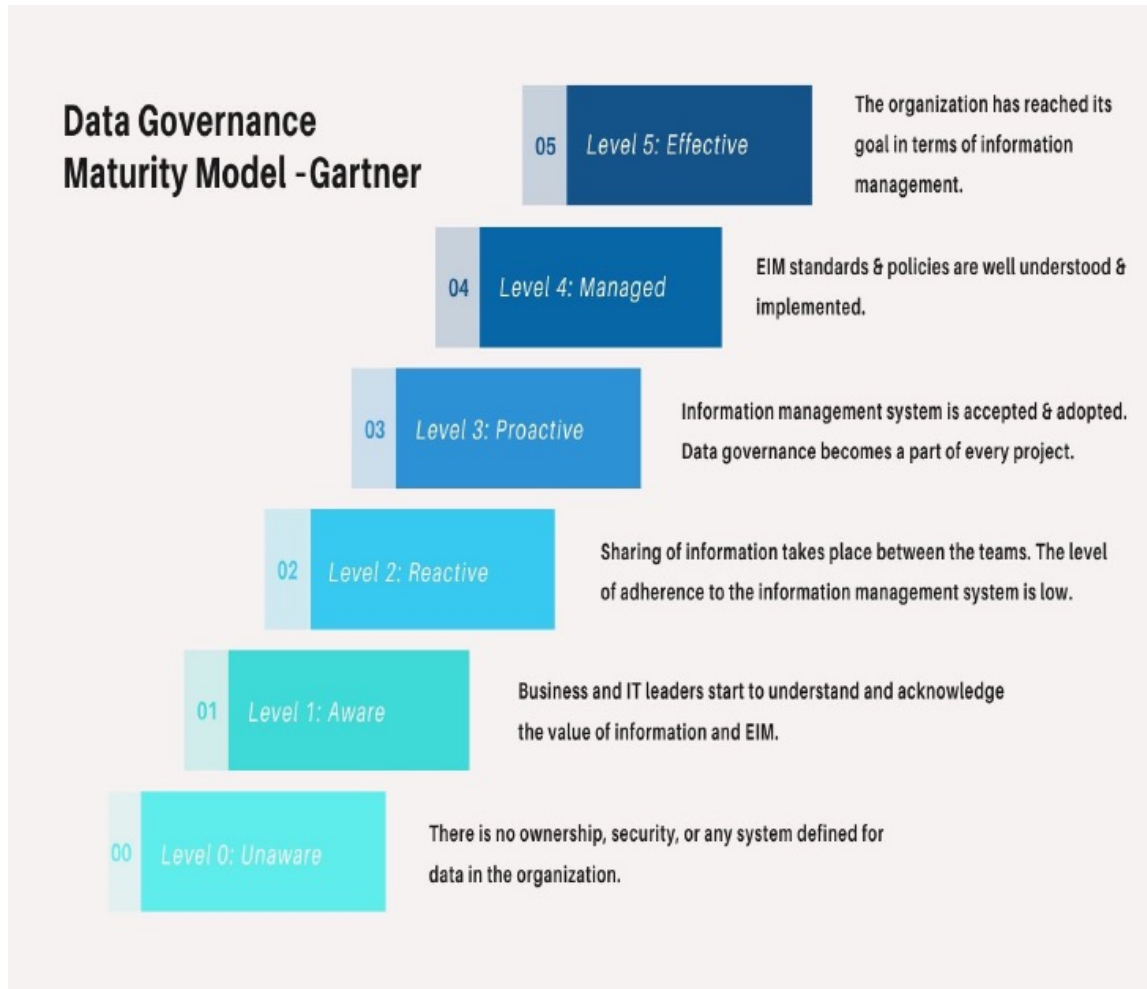 Data Governance
Maturity Model -Gartner
05
Level 5: Effective
The organization has reached its
goal in terms of information
management.
04
Level 4: Managed
EIM standards & policies are well understood &
implemented.
03
Level 3: Proactive
Information management system is accepted & adopted.
Data governance becomes a part of every project.
02
Level 2: Reactive
Sharing of information takes place between the teams. The level
of adherence to the information management system is low.
01
Level 1: Aware
Business and IT leaders start to understand and acknowledge
the value of information and EIM.
00
Level 0: Unaware
There is no ownership, security, or any system defined for
data in the organization.